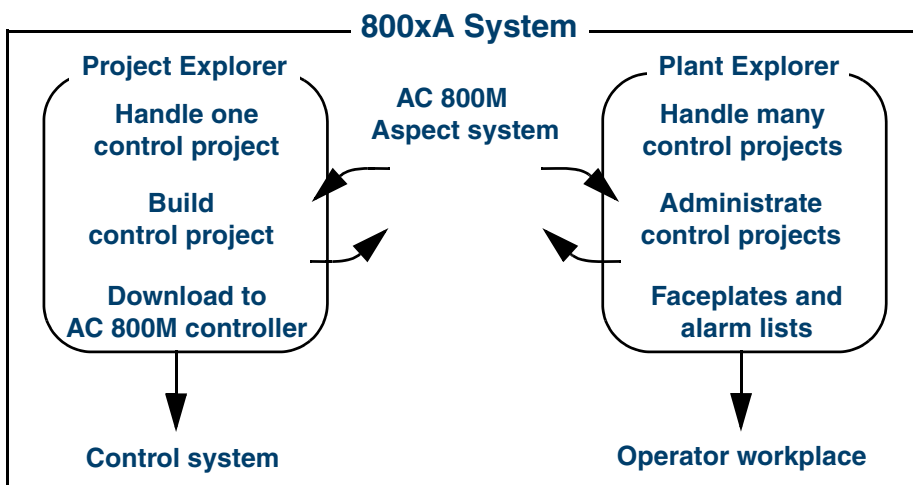 800xA System
Project Explorer
Handle one
control project
Build
control project
Download to
AC 800M controller
Control system
AC 800M
Aspect system
Plant Explorer
Handle many
control projects
Administrate
control projects
Faceplates and
alarm lists
Operator workplace